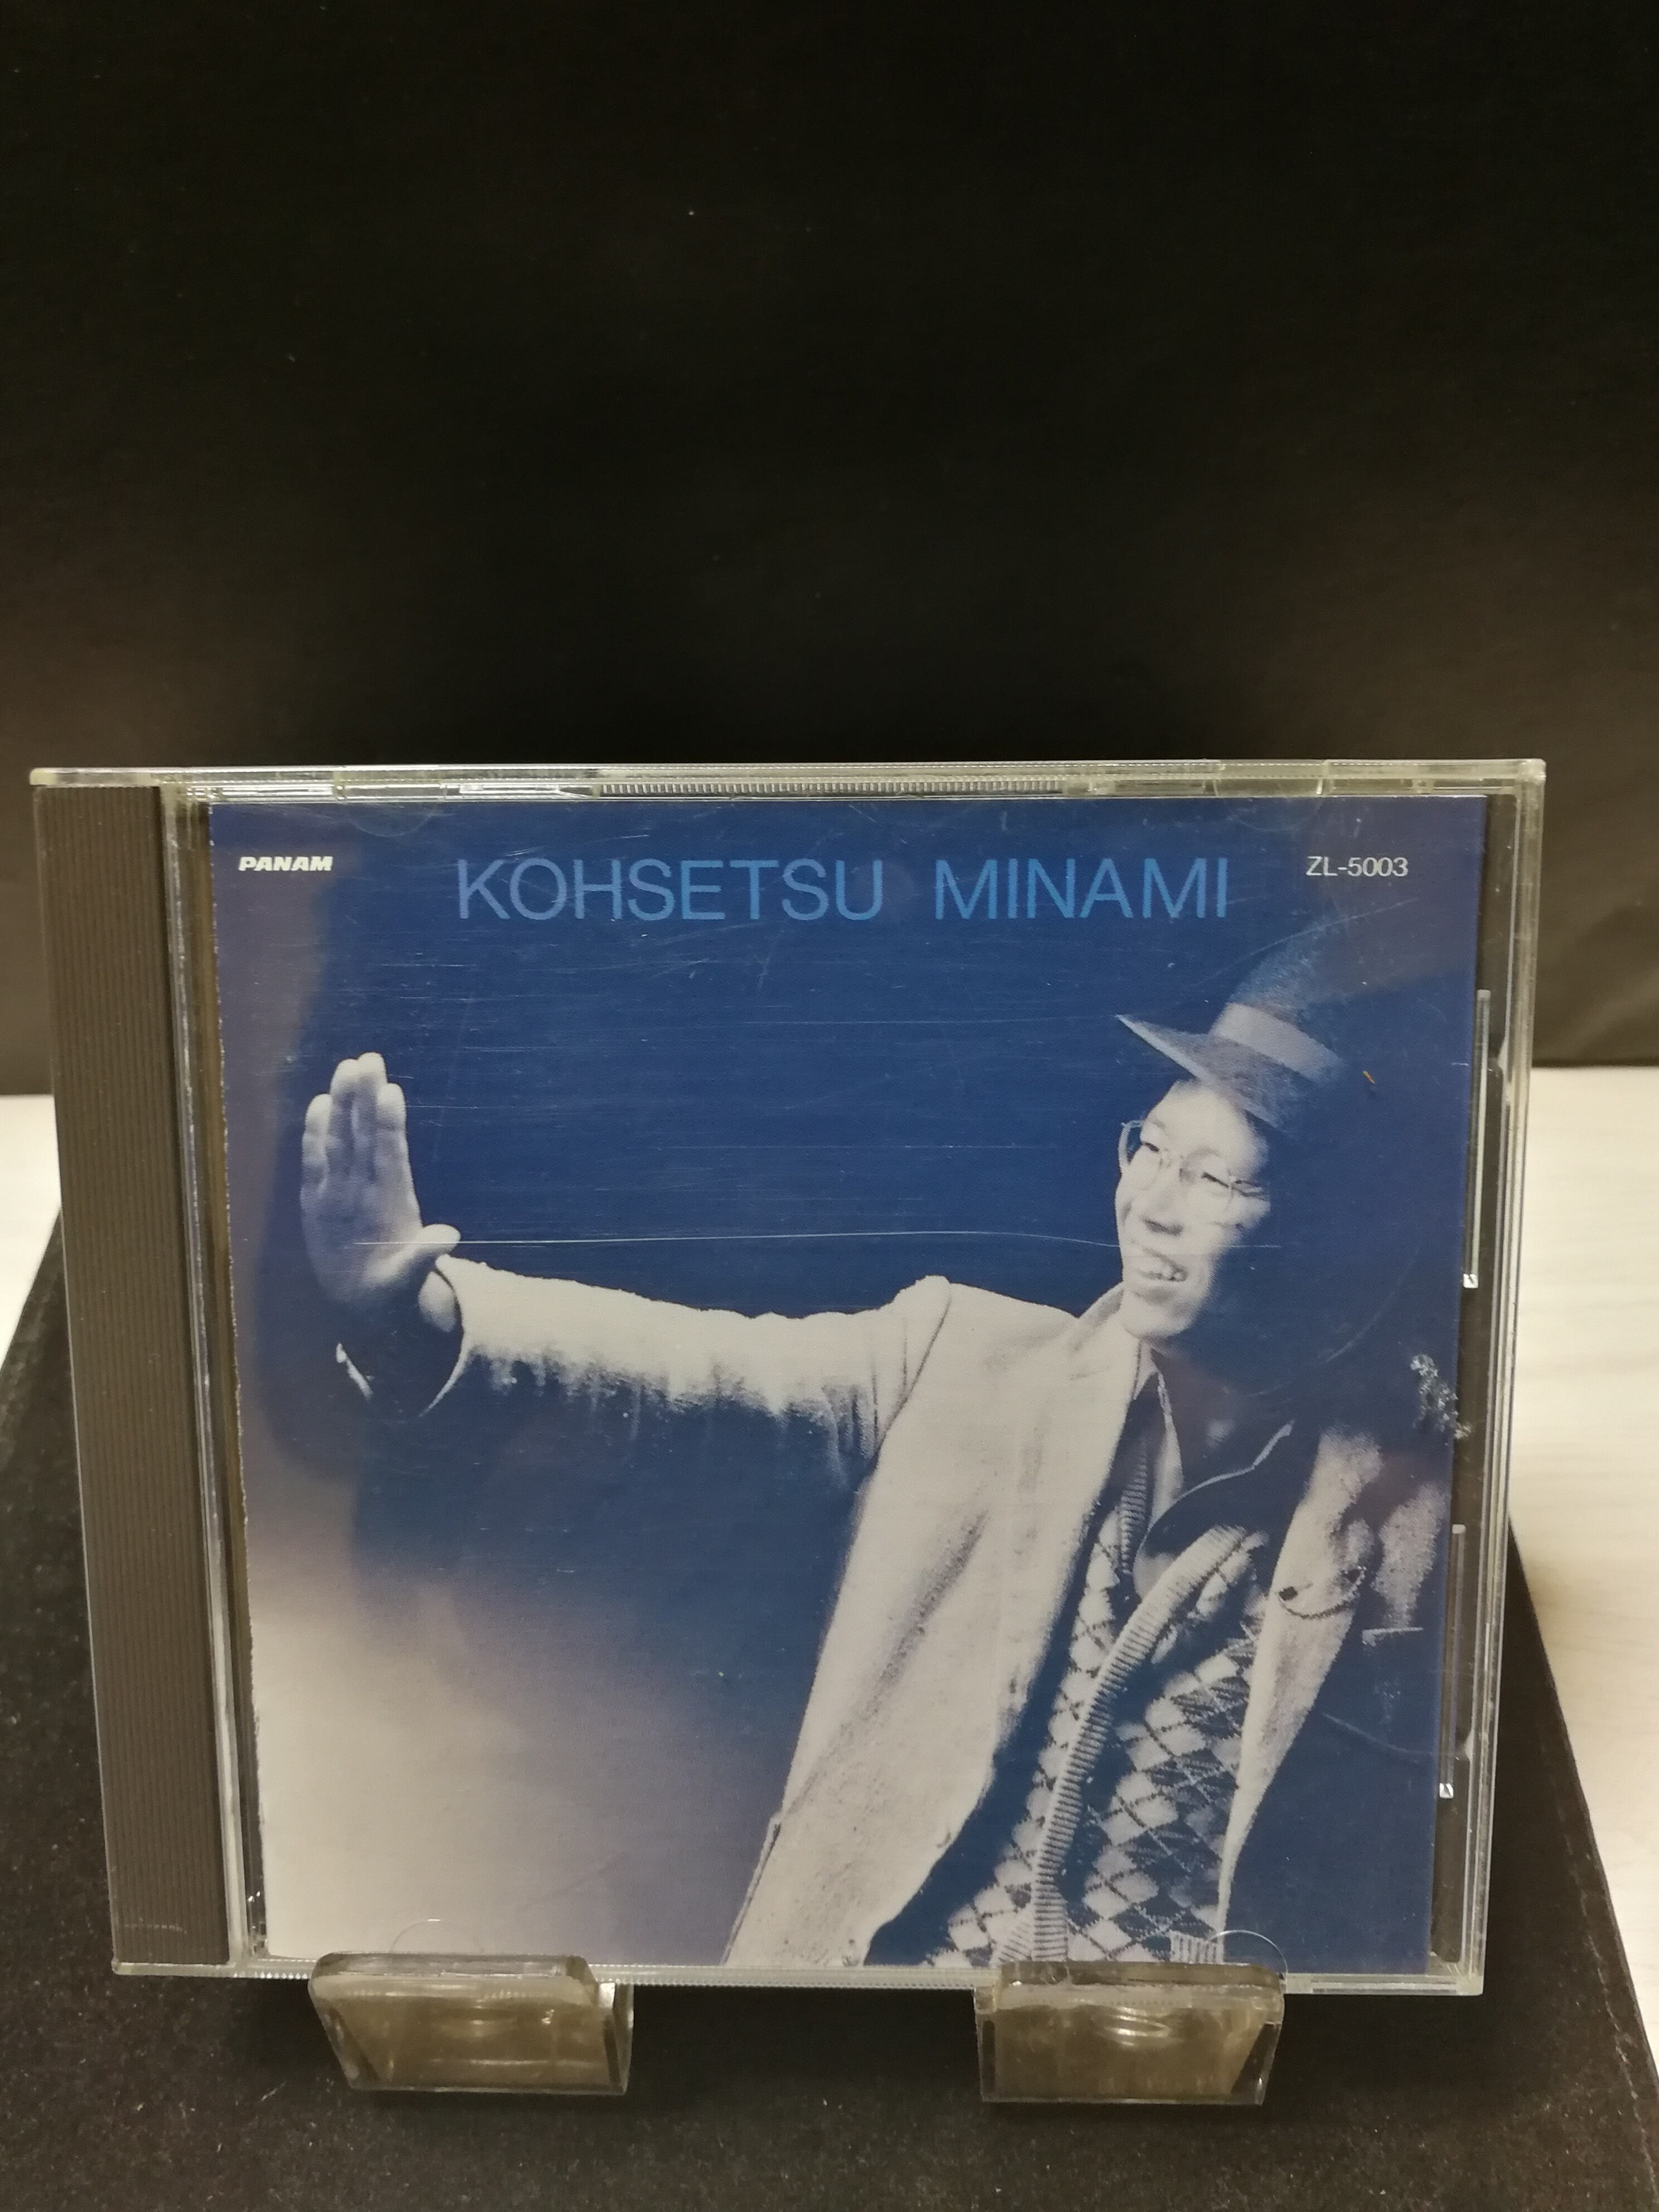 PANAM
KOHSETSU MINAMI
ZL-5003